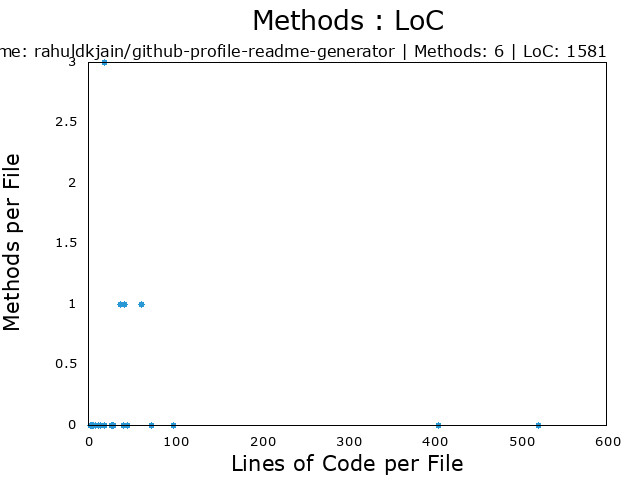 Methods : LoC
me: rahuldkjain/github-profile-readme-generator | Methods: 6 | LoC: 1581
3
2.5
2
1.5
1
0.5
0
Methods per File
0 100 200 300 400 500 600
Lines of Code per File